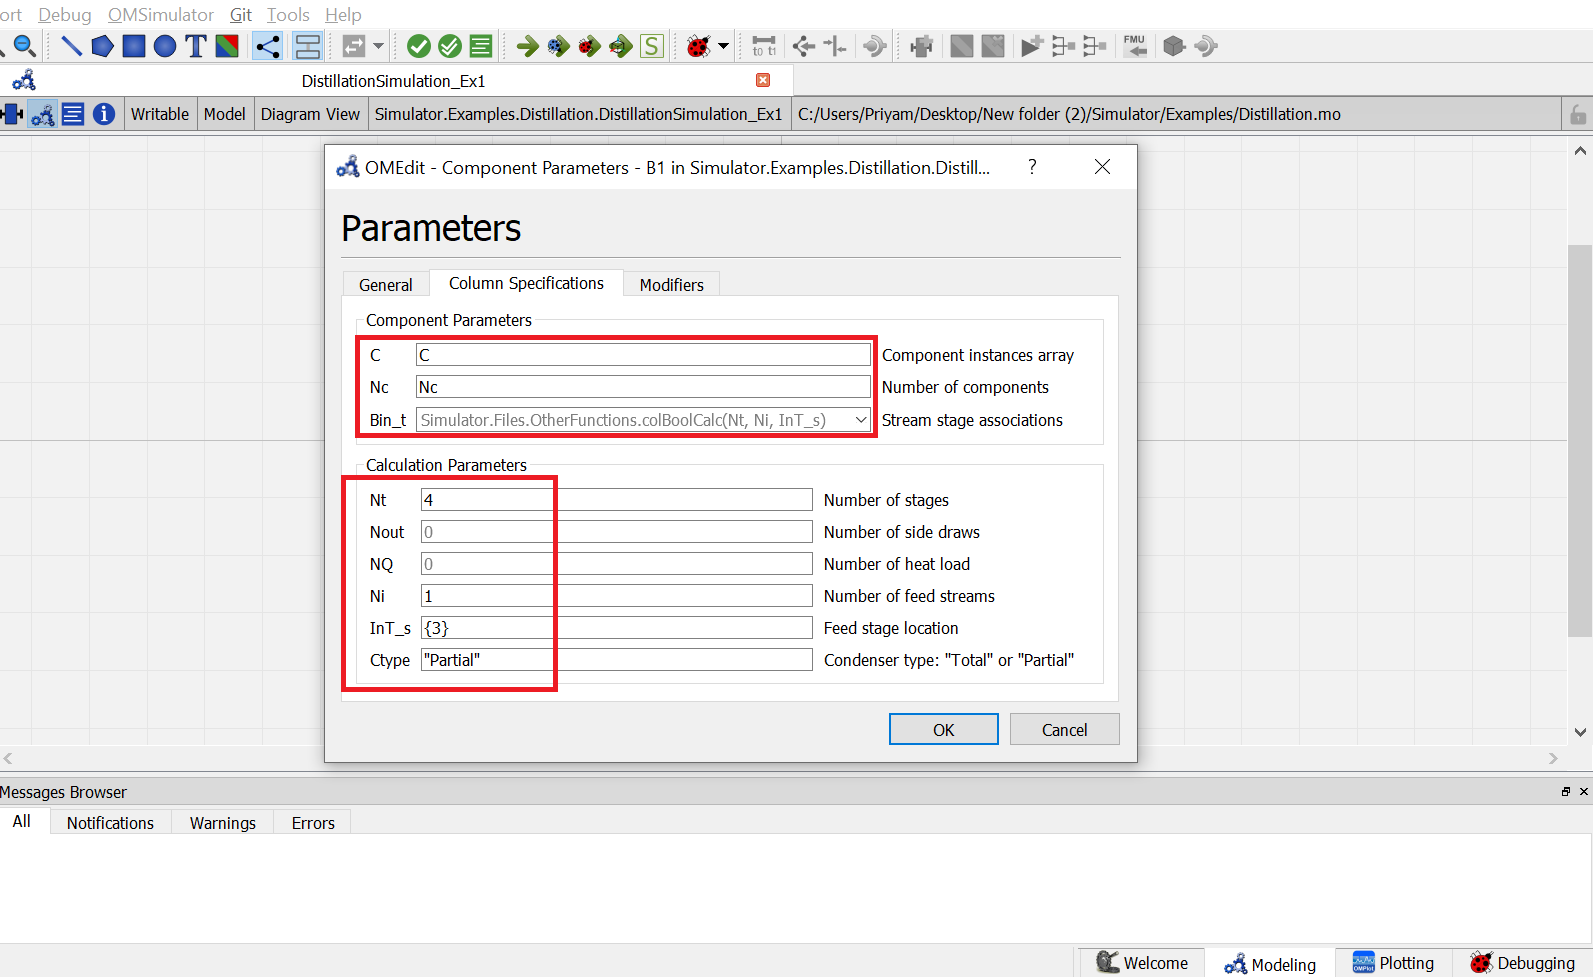 ort Debug OMSimulator Git Tools Help
T to t1 S FMU
DistillationSimulation_Ex1
Writable Model Diagram View Simulator.Examples.Distillation.DistillationSimulation_Ex1 C:/Users/Priyam/Desktop/New folder (2)/Simulator/Examples/Distillation.mo
OMEdit - Component Parameters - B1 in Simulator.Examples.Distillation.Distill... ?
Parameters
General Column Specifications Modifiers
Component Parameters
C C Component instances array
Nc Nc Number of components
Bin_t Simulator.Files.OtherFunctions.colBoolCalc(Nt, Ni, InT_s) Stream stage associations
Calculation Parameters
Nt 4 Number of stages
Nout 0 Number of side draws
NQ 0 Number of heat load
Ni 1 Number of feed streams
InT_s {3} Feed stage location
Ctype "Partial" Condenser type: "Total" or "Partial"
OK Cancel
Messages Browser
All Notifications Warnings Errors
Welcome Modeling OMPlot Plotting Debugging